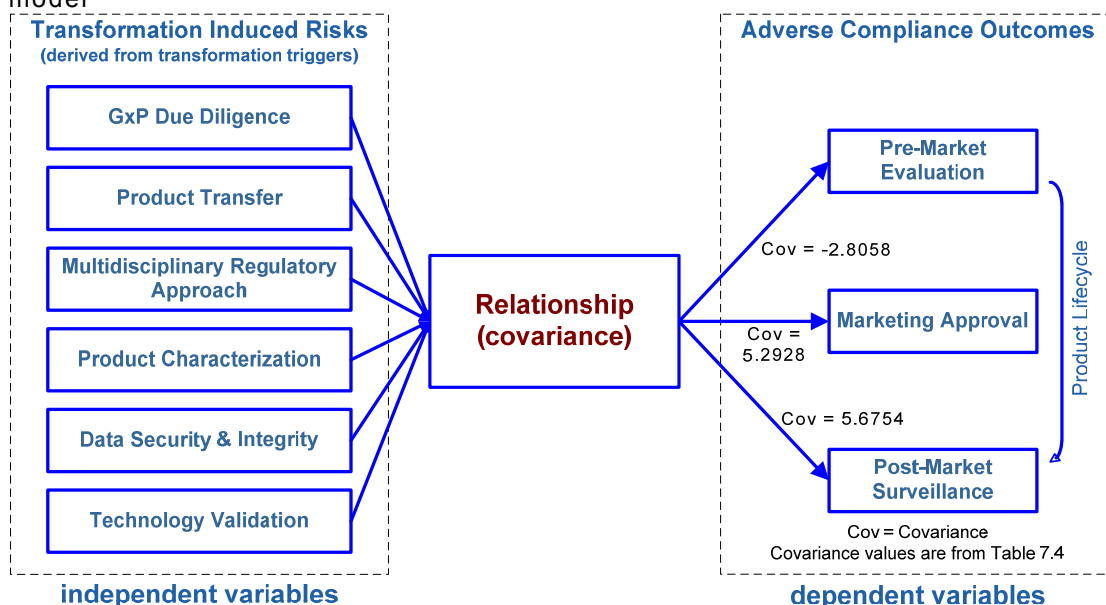 model
Transformation Induced Risks
(derived from transformation triggers)
GxP Due Diligence
Product Transfer
Multidisciplinary Regulatory
Approach
Product Characterization
Data Security & Integrity
Technology Validation
independent variables
Relationship
(covariance)
Cov = -2.8058
Cov =
5.2928
Cov = 5.6754
Adverse Compliance Outcomes
Pre-Market
Evaluation
Marketing Approval
Post-Market
Surveillance
Product Lifecycle
Cov = Covariance
Covariance values are from Table 7.4
dependent variables